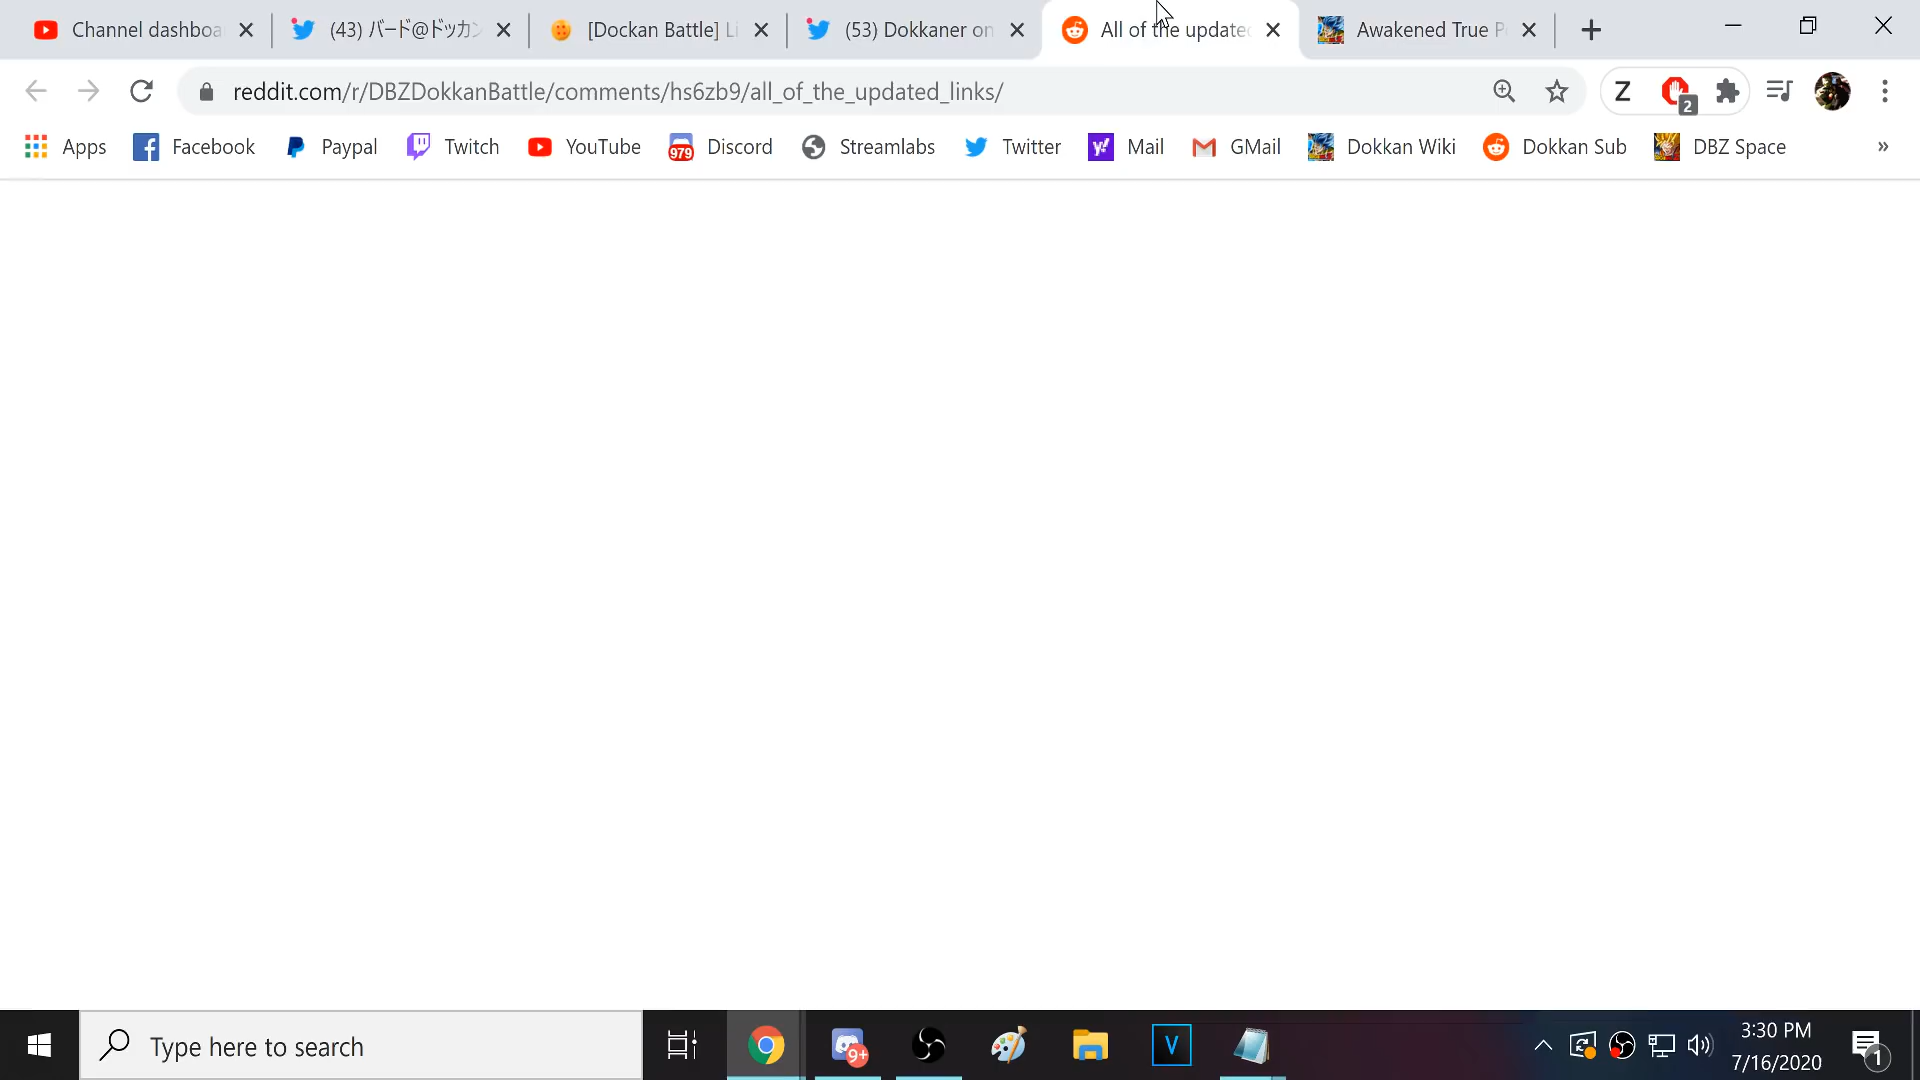 Channel dashboa
(43) バード@ドッカン
[Dockan Battle] Li
(53) Dokkaner on
All of the updated
Awakened True P
reddit.com/r/DBZDokkanBattle/comments/hs6zb9/all_of_the_updated_links/
Z
2
Apps
Facebook
Paypal
Twitch
979
YouTube
Discord
Streamlabs
Twitter
Mail
GMail
Dokkan Wiki
Dokkan Sub
DBZ Space
»
Type here to search
9+
V
3:30 PM
7/16/2020
1